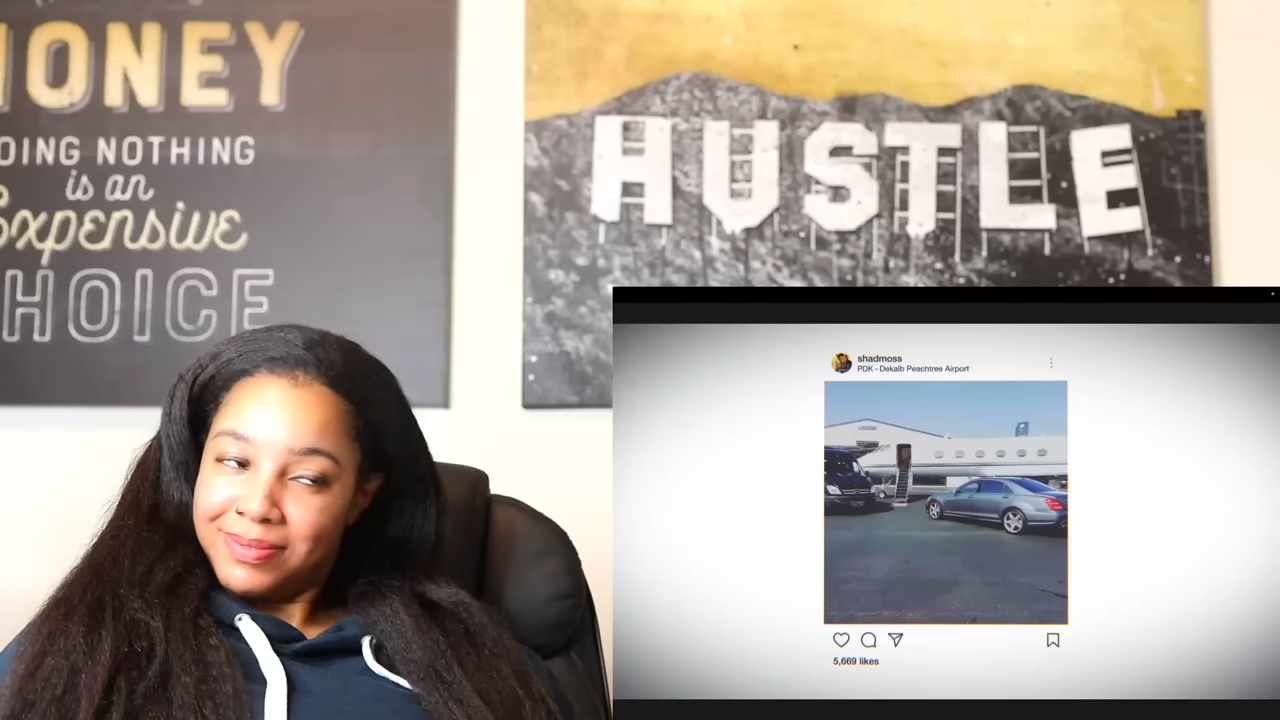 MONEY
DOING NOTHING
is an
Expensive
CHOICE
HUSTLE
shadmoss
PDK - Dekalb Peachtree Airport
5,669 likes